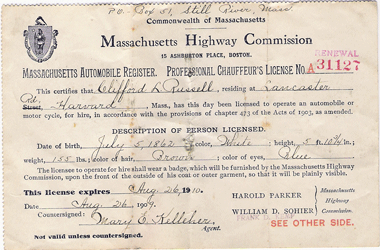 P.O. Box 51, Still River, Mass
Commonwealth of Massachusetts
Massachusetts Highway Commission
15 ASHBURTON PLACE, BOSTON.
RENEWAL
MASSACHUSETTS AUTOMOBILE REGISTER. PROFESSIONAL CHAUFFEUR'S LICENSE No. A 31127
This certifies that Clifford L. Russell, residing at Lancaster
Rd. Street, Harvard, Mass., has this day been licensed to operate an automobile or
motor cycle, for hire, in accordance with the provisions of chapter 473 of the Acts of 1903, as amended.
DESCRIPTION OF PERSON LICENSED.
Date of birth, July 5, 1862 color, White height, 5 ft. 10½ in.;
weight, 155 lbs; color of hair, Brown color of eyes, Blue
The licensee to operate for hire shall wear a badge, which will be furnished by the Massachusetts Highway
Commission, upon the front of the outside of his coat or outer garment, so that it will be plainly visible.
This license expires Aug. 26, 1910.
Date Aug. 26, 1909.
Countersigned: Mary E. Kelleher, Agent.
Not valid unless countersigned.
HAROLD PARKER
WILLIAM D. SOHIER
Massachusetts
Highway
Commission.
SEE OTHER SIDE.